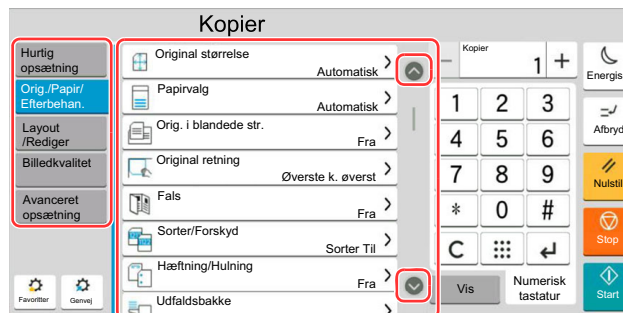 Kopier
Hurtig
opsætning
Orig./Papir/
Efterbehan.
Layout
/Rediger
Billedkvalitet
Avanceret
opsætning
Favoritter
Genvej
Original størrelse
Automatisk
Papirvalg
Automatisk
Orig. i blandede str.
Fra
Original retning
Øverste k. øverst
Fals
Fra
Sorter/Forskyd
Sorter Til
Hæftning/Hulning
Fra
Udfaldsbakke
Kopier
− 1 +
1 2 3
4 5 6
7 8 9
* 0 #
C
Vis
Numerisk
tastatur
Energis
Afbryd
Nulstil
Stop
Start